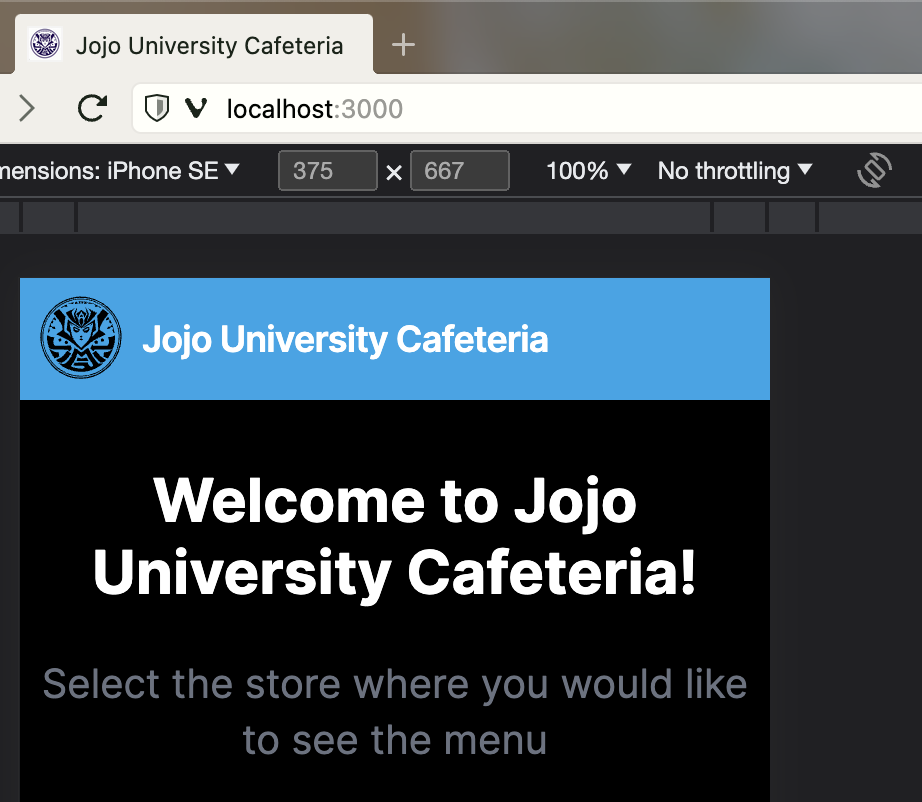 Jojo University Cafeteria
localhost:3000
mensions: iPhone SE 375 × 667 100% No throttling
Jojo University Cafeteria
Welcome to Jojo
University Cafeteria!
Select the store where you would like
to see the menu